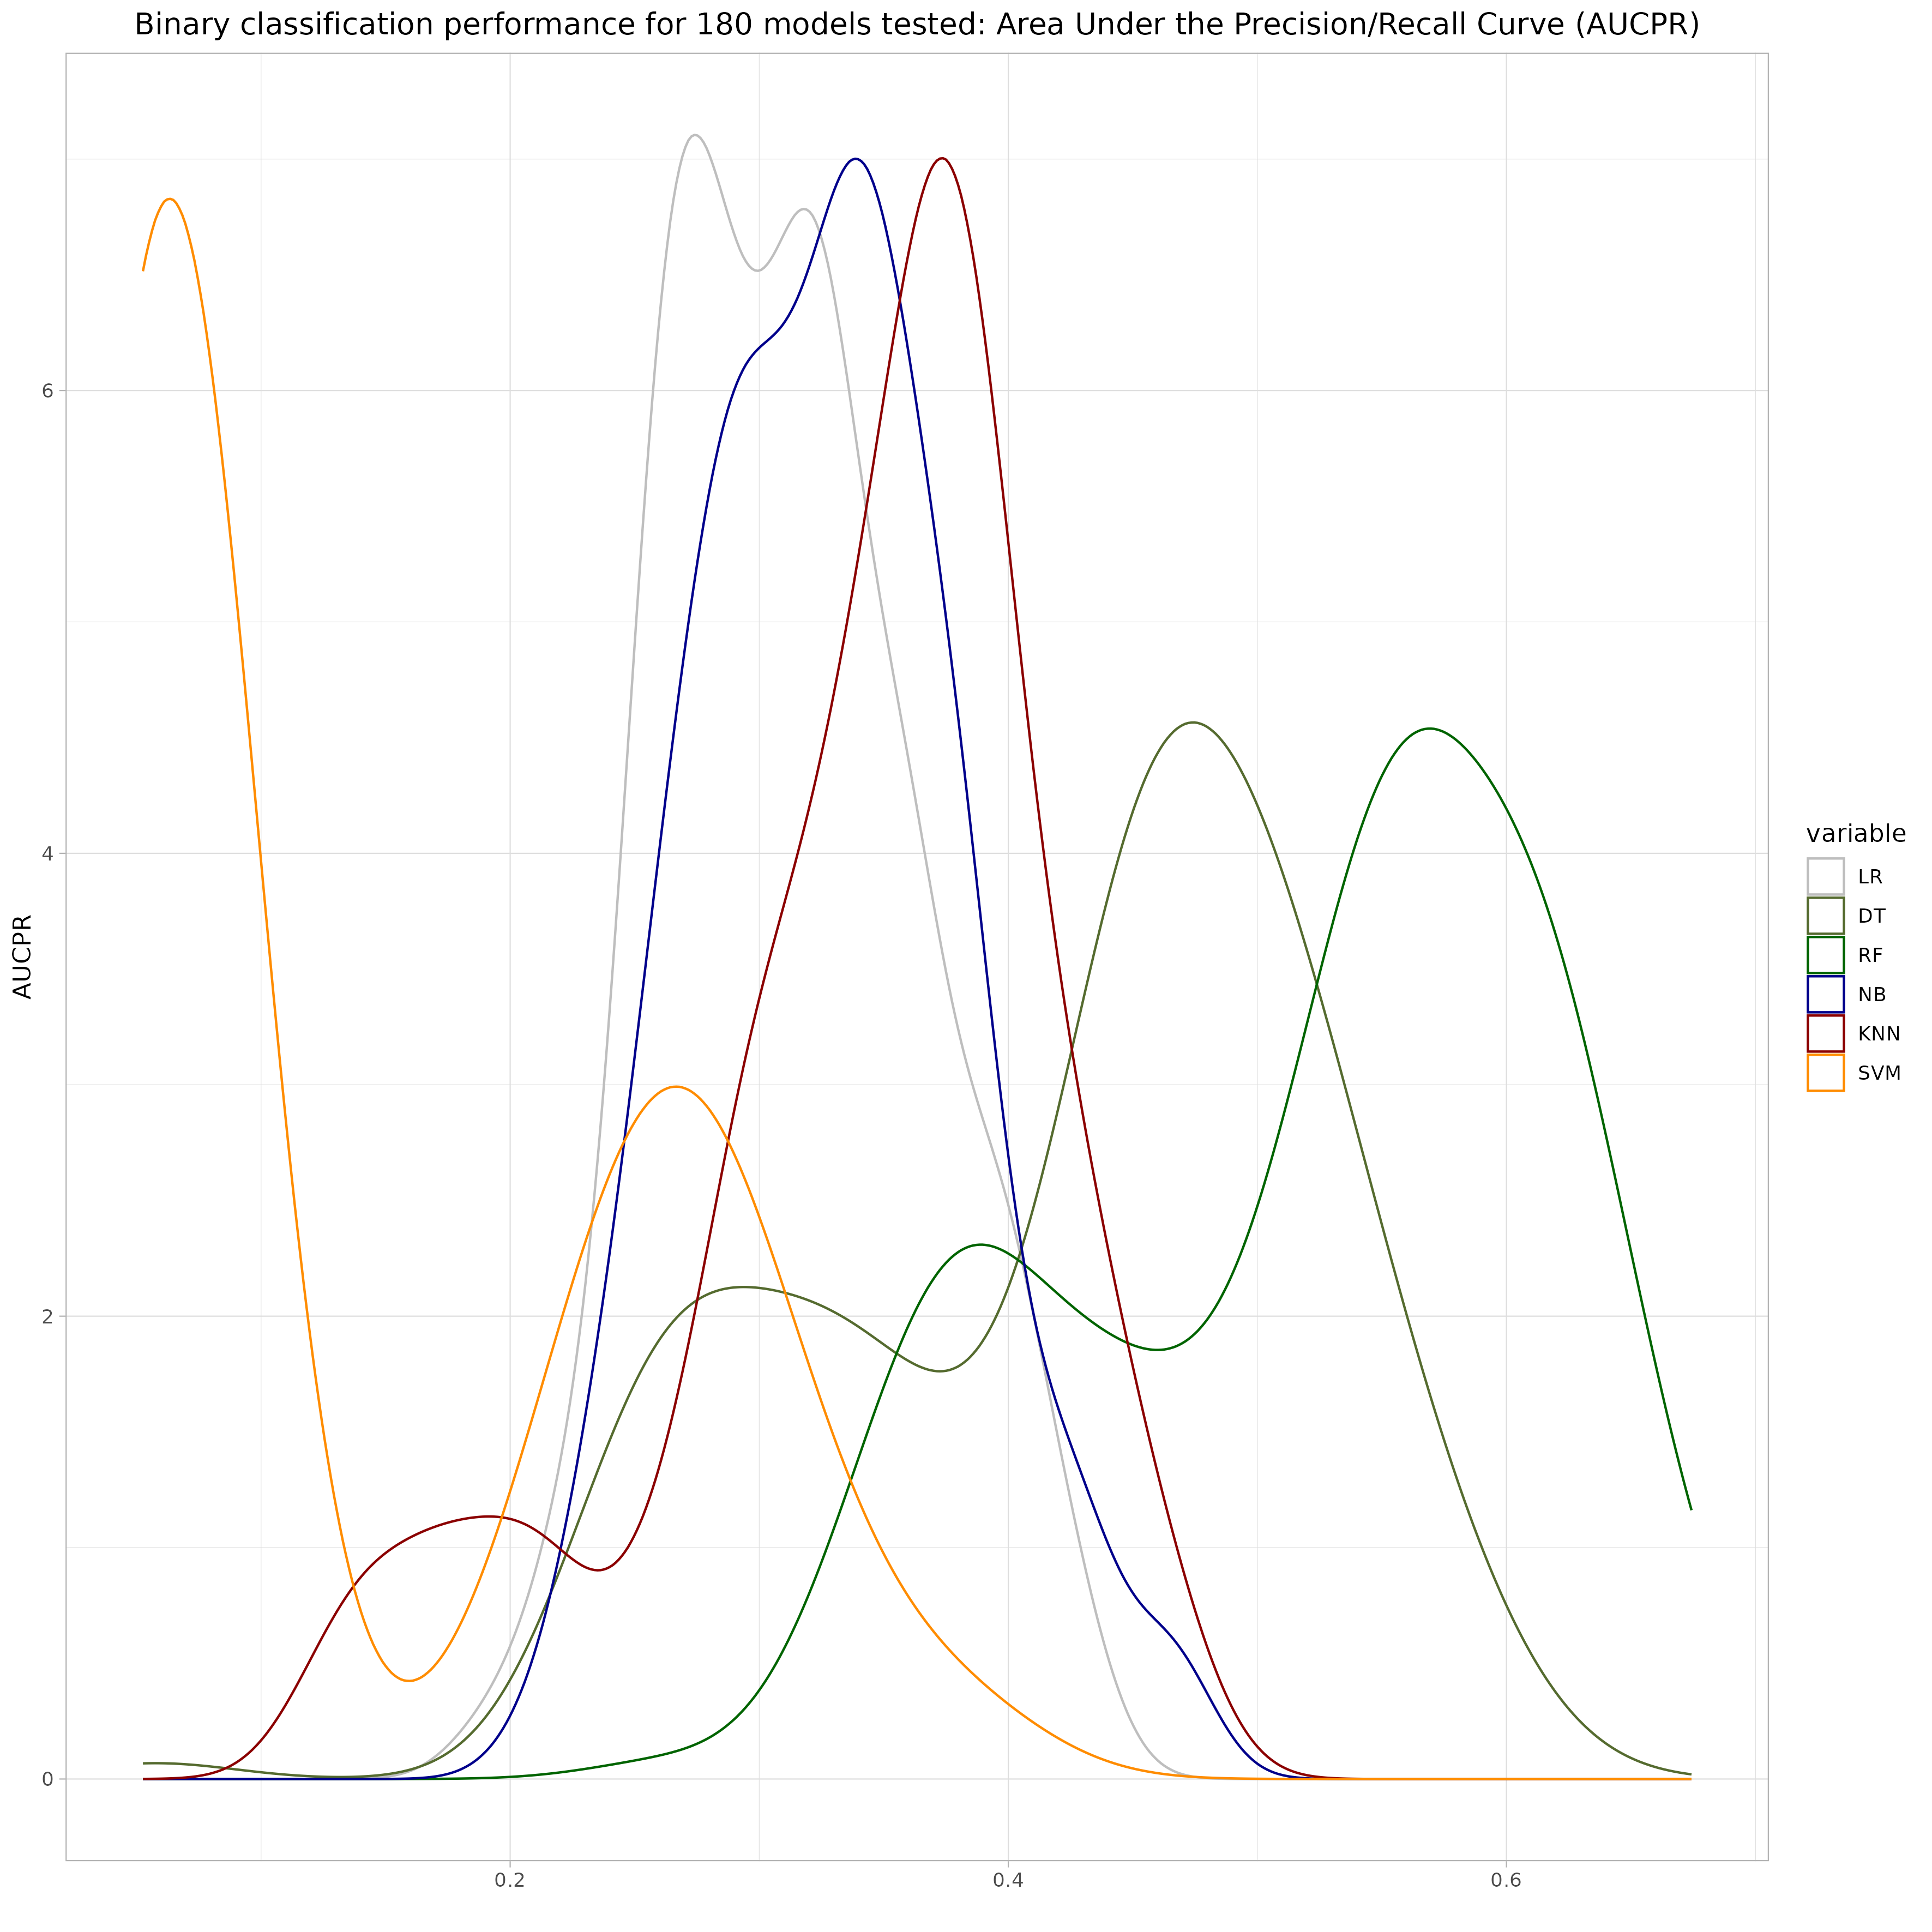 Binary classification performance for 180 models tested: Area Under the Precision/Recall Curve (AUCPR)
6
4
2
0
AUCPR
0.2
0.4
0.6
variable
LR
DT
RF
NB
KNN
SVM